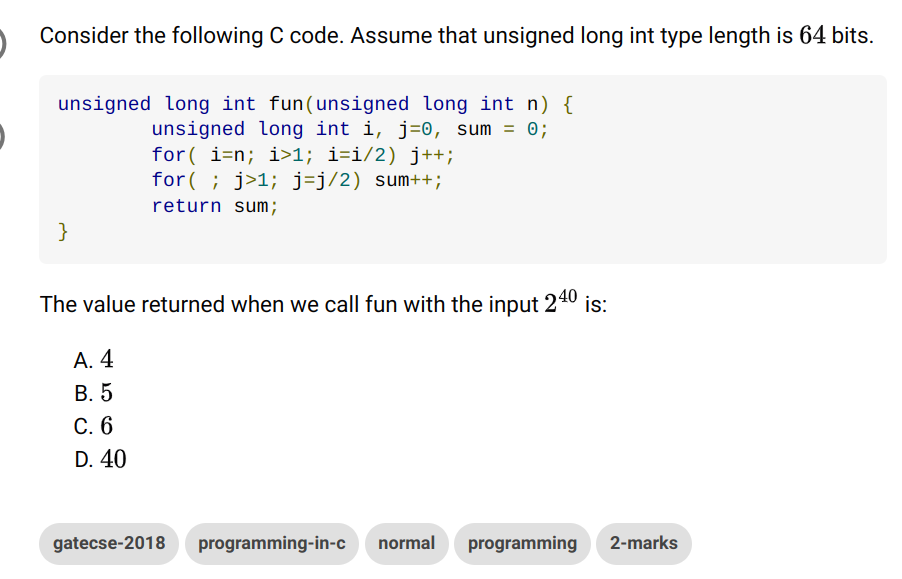 Consider the following C code. Assume that unsigned long int type length is 64 bits.
unsigned long int fun(unsigned long int n) {
        unsigned long int i, j=0, sum = 0;
        for( i=n; i>1; i=i/2) j++;
        for( ; j>1; j=j/2) sum++;
        return sum;
}
The value returned when we call fun with the input 2⁴⁰ is:
A. 4
B. 5
C. 6
D. 40
gatecse-2018 programming-in-c normal programming 2-marks